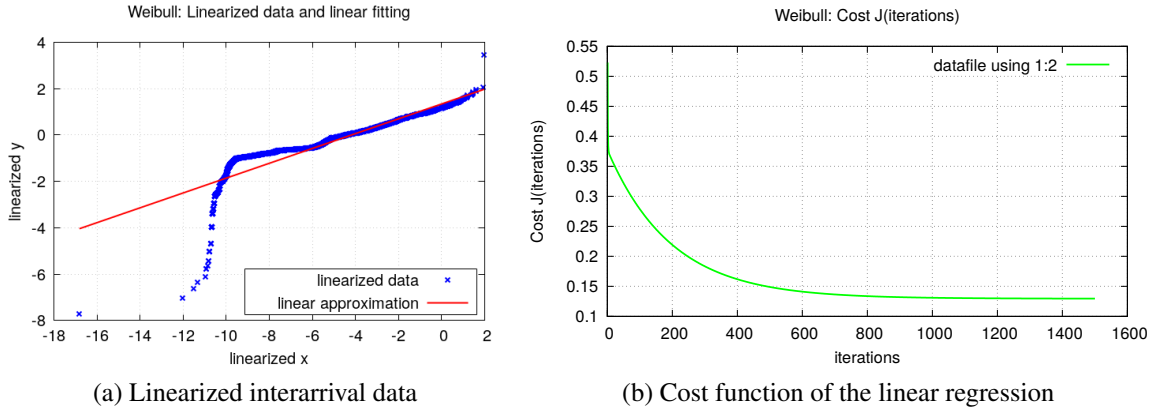 Weibull: Linearized data and linear fitting
4
2
0
-2
-4
-6
-8
linearized y
linearized data
linear approximation
-18 -16 -14 -12 -10 -8 -6 -4 -2 0 2
linearized x
(a) Linearized interarrival data
Weibull: Cost J(iterations)
0.55
0.5
0.45
0.4
0.35
0.3
0.25
0.2
0.15
0.1
Cost J(iterations)
datafile using 1:2
0 200 400 600 800 1000 1200 1400 1600
iterations
(b) Cost function of the linear regression